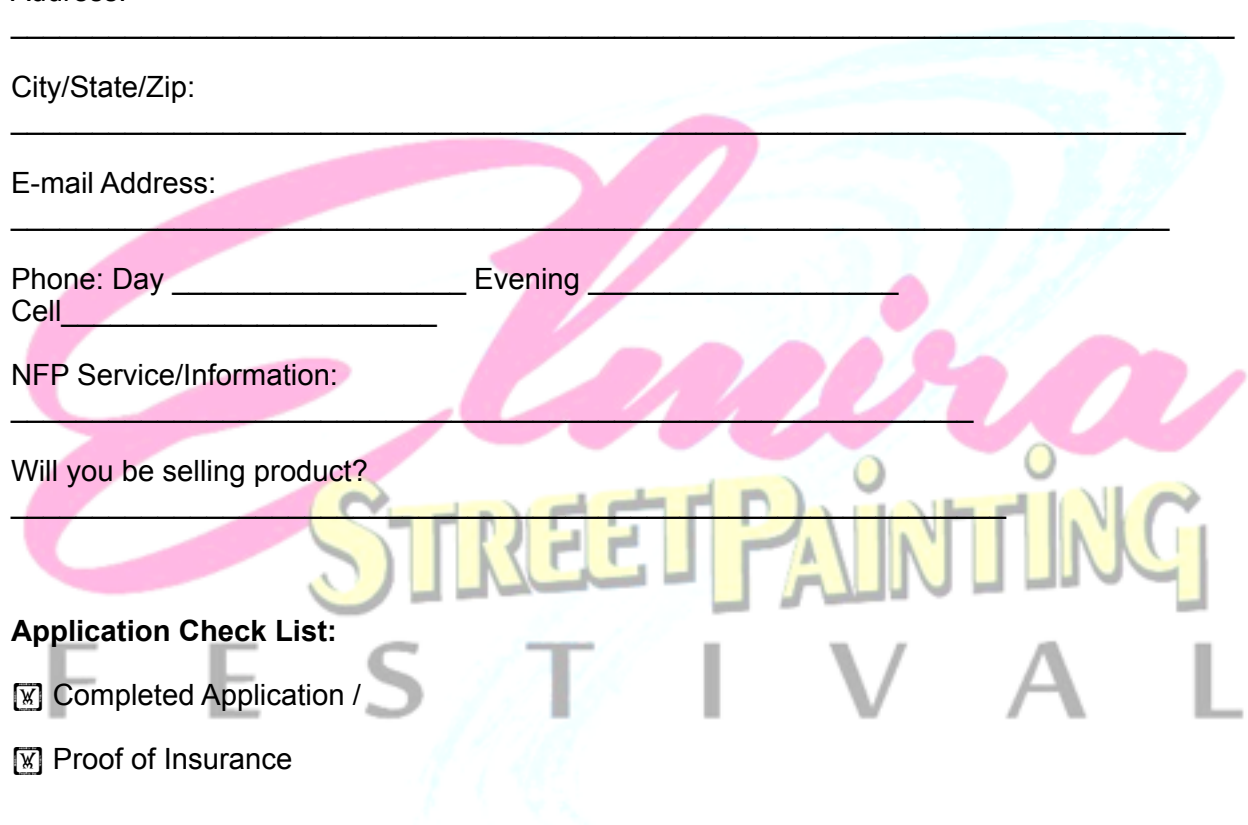 Address:
City/State/Zip:
E-mail Address:
Phone: Day __________________ Evening ___________________
Cell_______________________
NFP Service/Information:
Will you be selling product?
Elmira
STREETPAINTING
FESTIVAL
Application Check List:
Completed Application /
Proof of Insurance